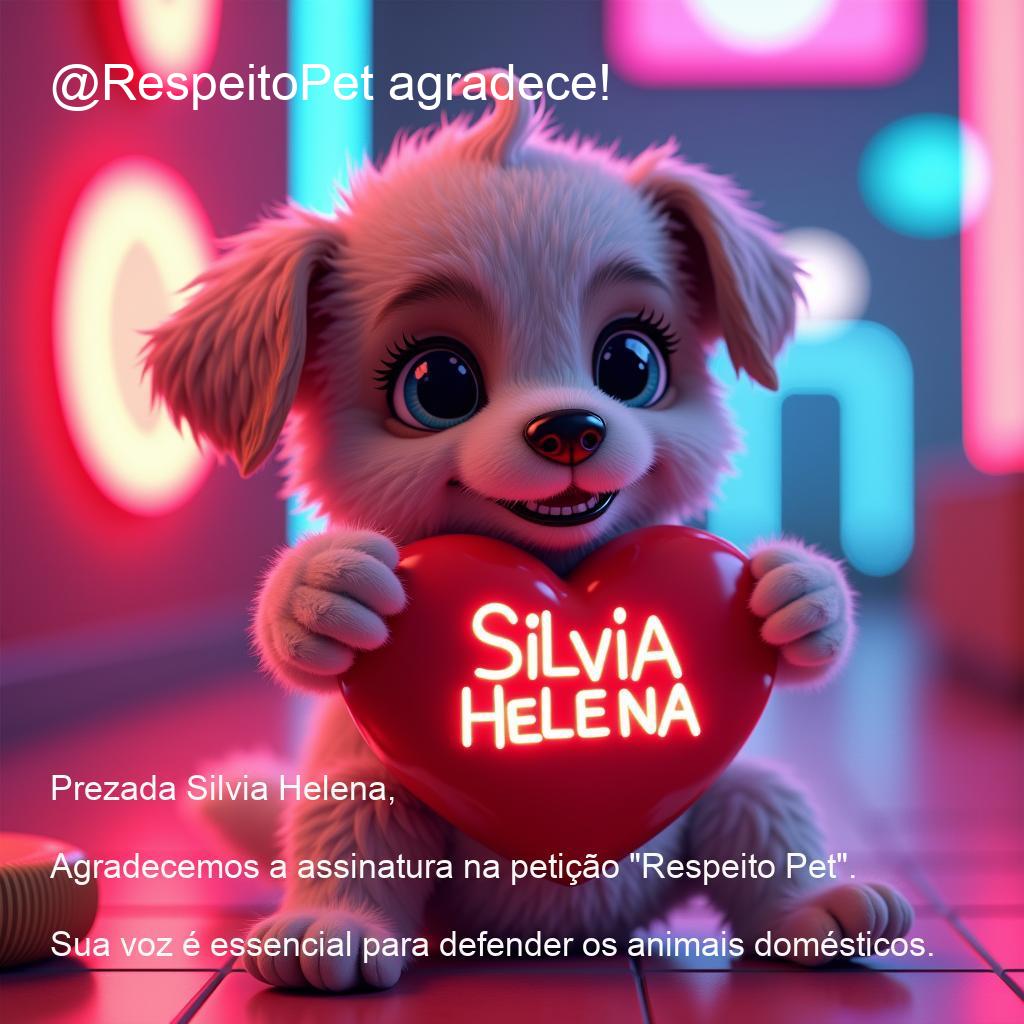 @RespeitoPet agradece!
SiLViA
HELENA
Prezada Silvia Helena,
Agradecemos a assinatura na petição "Respeito Pet".
Sua voz é essencial para defender os animais domésticos.